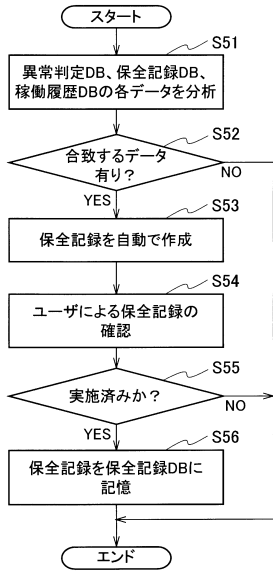 スタート
S51
異常判定DB、保全記録DB、
稼働履歴DBの各データを分析
S52
合致するデータ
有り？
NO
YES
S53
保全記録を自動で作成
S54
ユーザによる保全記録の
確認
S55
実施済みか？
NO
YES
S56
保全記録を保全記録DBに
記憶
エンド